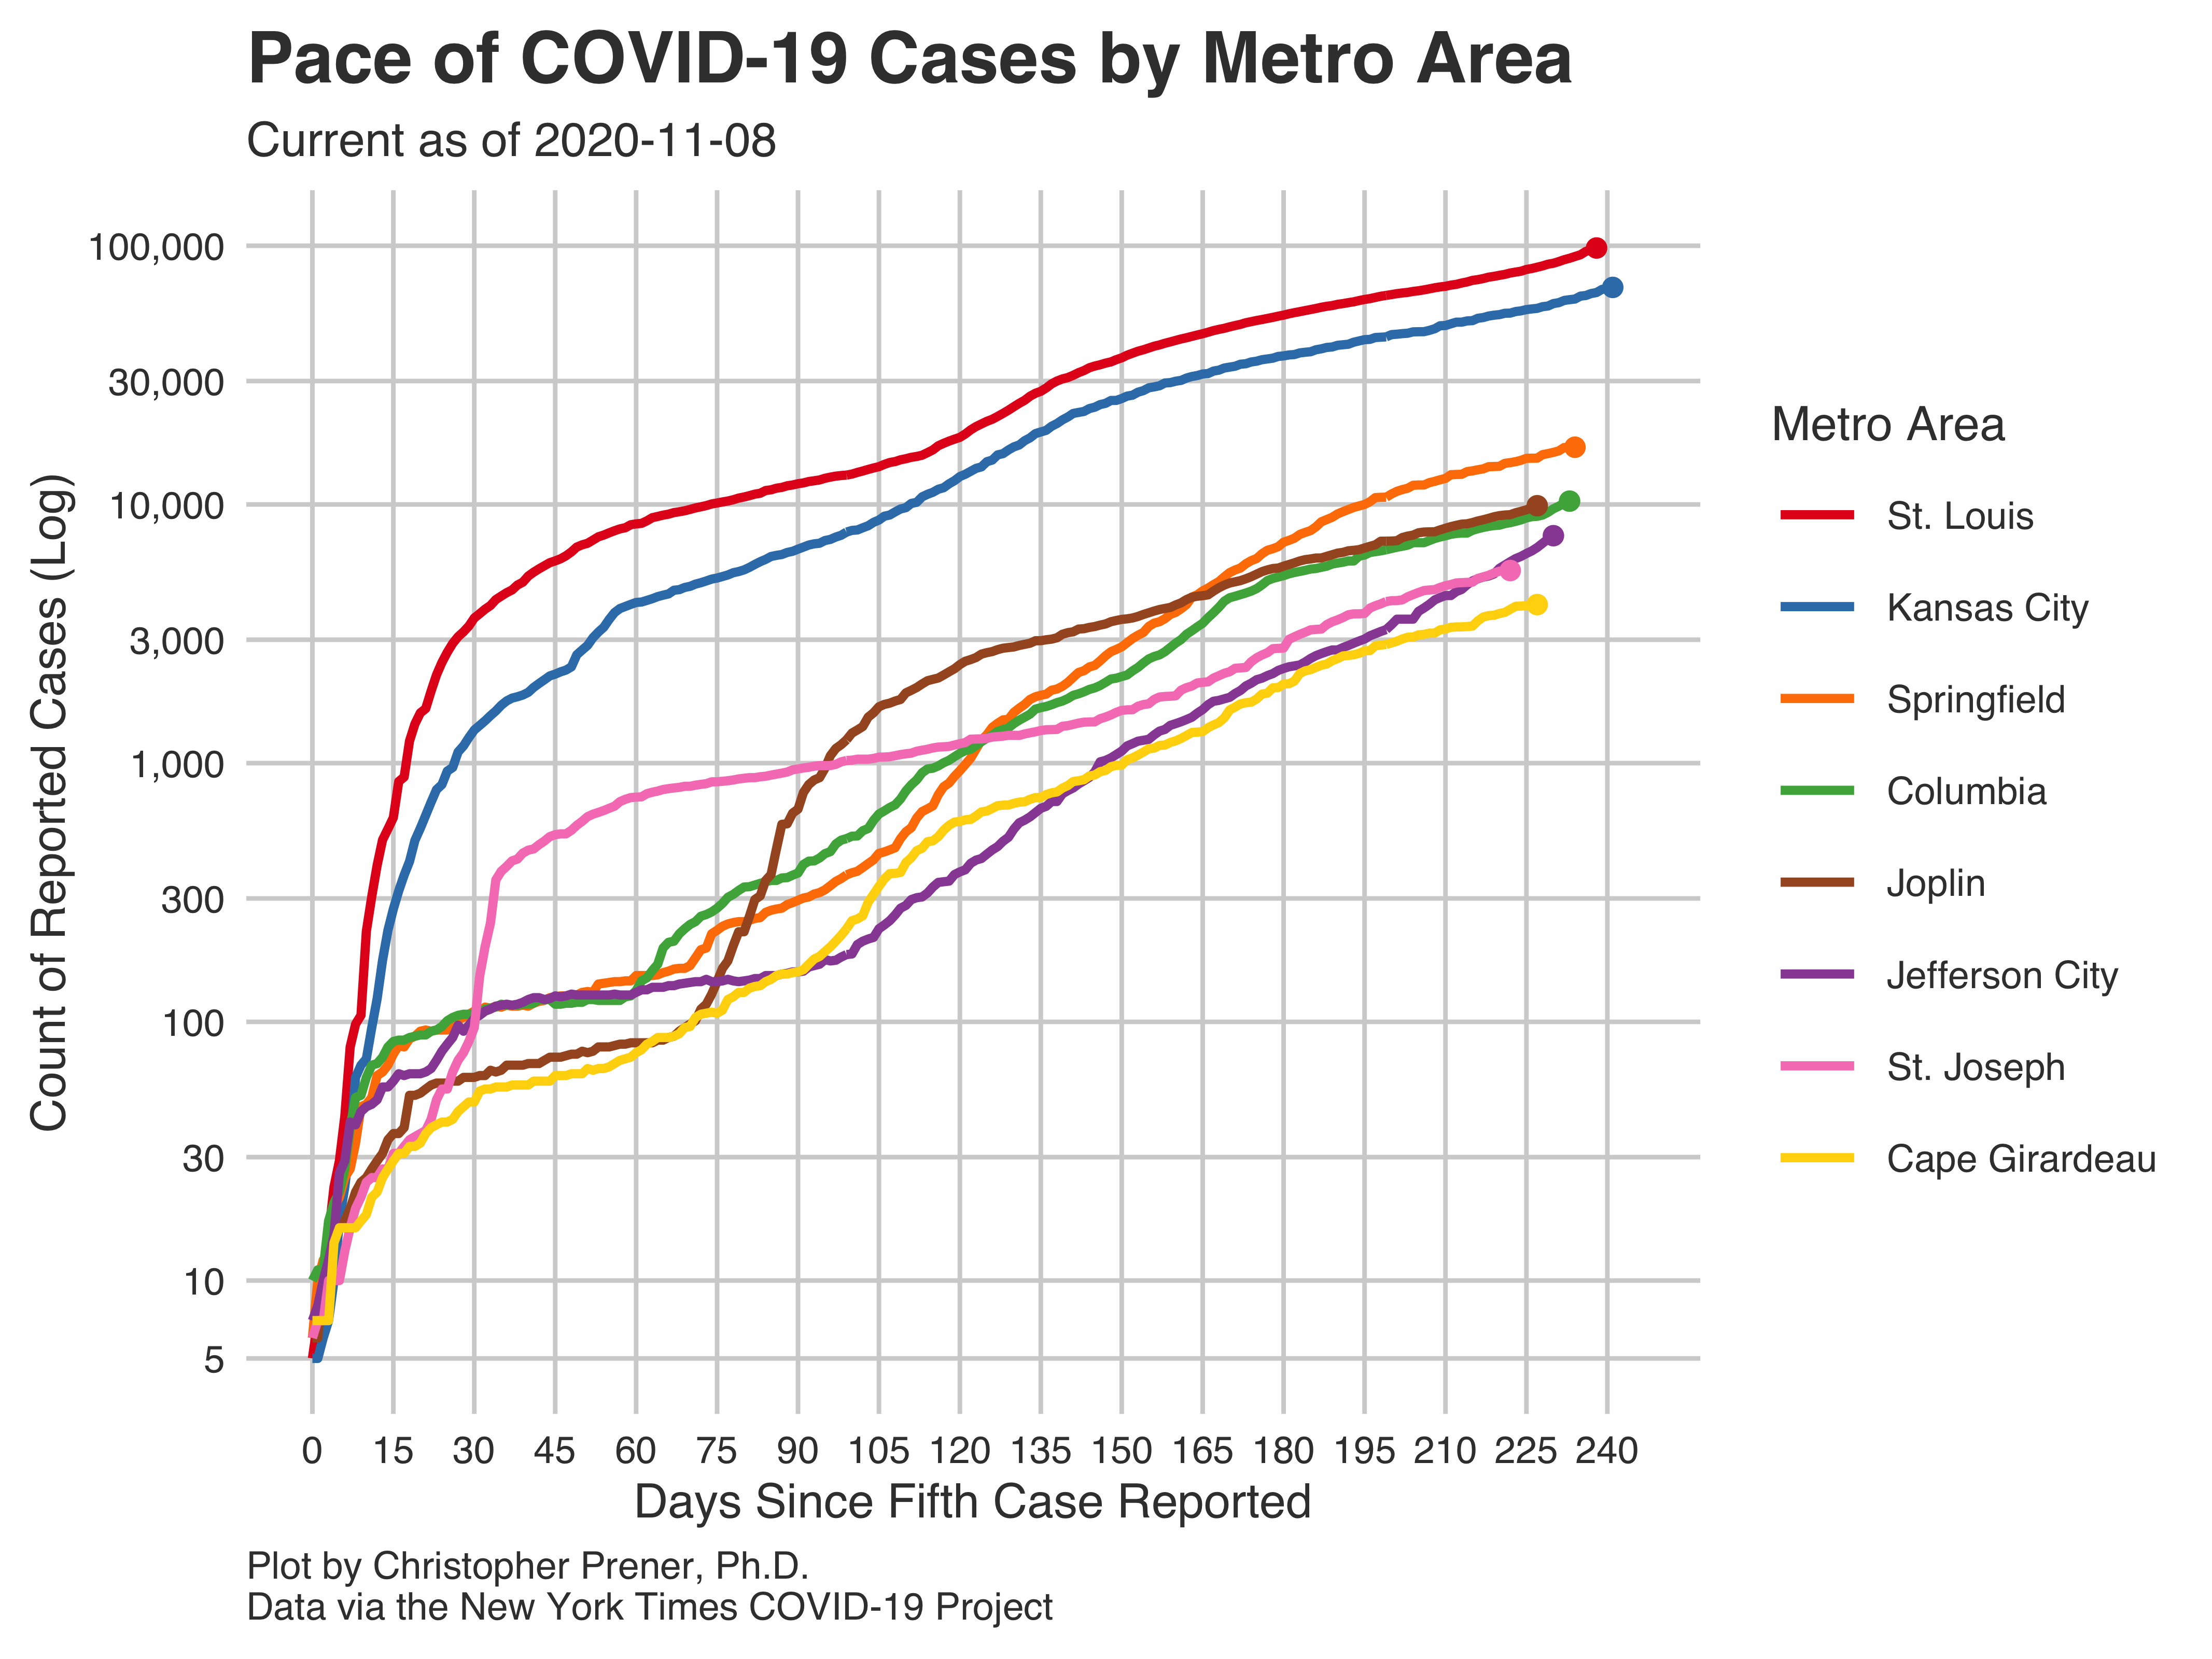 Pace of COVID-19 Cases by Metro Area
Current as of 2020-11-08
Count of Reported Cases (Log)
100,000
30,000
10,000
3,000
1,000
300
100
30
10
5
0 15 30 45 60 75 90 105 120 135 150 165 180 195 210 225 240
Days Since Fifth Case Reported
Metro Area
St. Louis
Kansas City
Springfield
Columbia
Joplin
Jefferson City
St. Joseph
Cape Girardeau
Plot by Christopher Prener, Ph.D.
Data via the New York Times COVID-19 Project